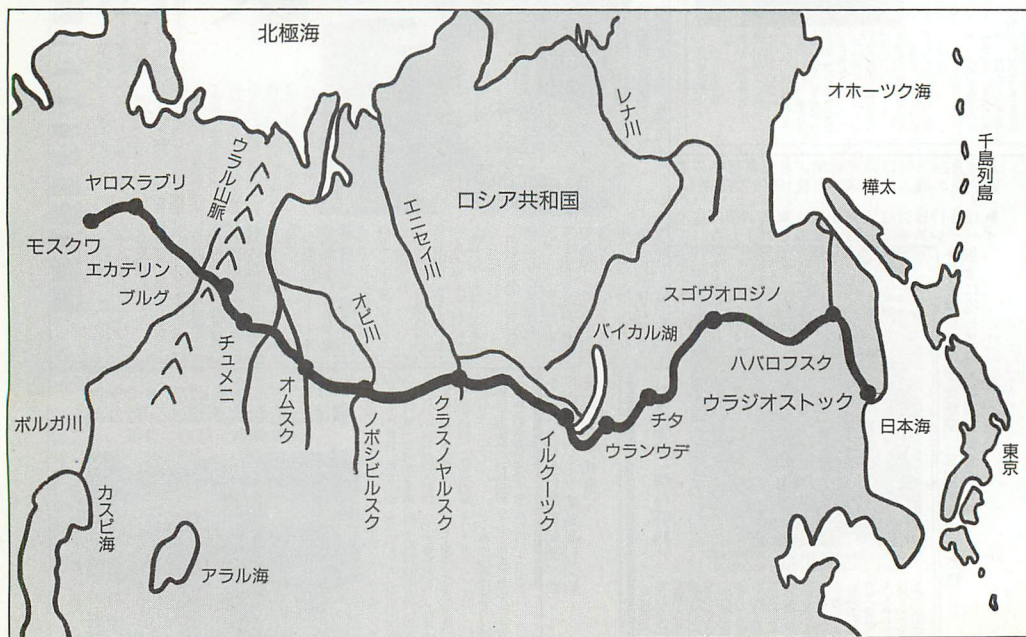 北極海
オホーツク海
千島列島
樺太
レナ川
ウラル山脈
ヤロスラブリ
モスクワ
エニセイ川
ロシア共和国
エカテリン
ブルグ
チュメニ
オムスク
オビ川
ノボシビルスク
クラスノヤルスク
イルクーツク
バイカル湖
スゴヴオロジノ
ハバロフスク
ウラジオストック
チタ
ウランウデ
ボルガ川
カスピ海
アラル海
日本海
東京